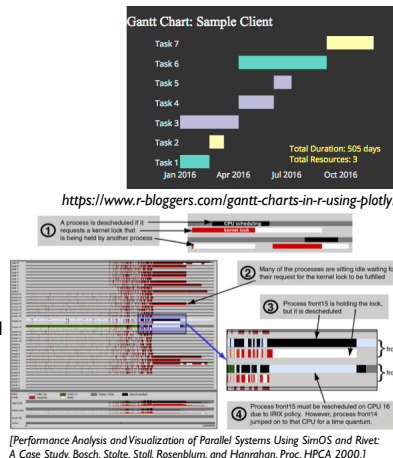 Gantt Chart: Sample Client
Task 7
Task 6
Task 5
Task 4
Task 3
Task 2
Task 1
Total Duration: 505 days
Total Resources: 3
Jan 2016 Apr 2016 Jul 2016 Oct 2016
https://www.r-bloggers.com/gantt-charts-in-r-using-plotly
1
A process is descheduled if it
requests a kernel lock that
is being held by another process
CPU scheduling
kernel lock
2
Many of the processes are sitting idle waiting fo
their request for the kernel lock to be fulfilled
3
Process front15 is holding the lock,
but it is descheduled
4
Process front15 must be rescheduled on CPU 16
due to IRIX policy. However, process front14
jumped on to that CPU for a time quantum.
[Performance Analysis and Visualization of Parallel Systems Using SimOS and Rivet:
A Case Study. Bosch, Stolte, Stoll, Rosenblum, and Hanrahan. Proc. HPCA 2000.]